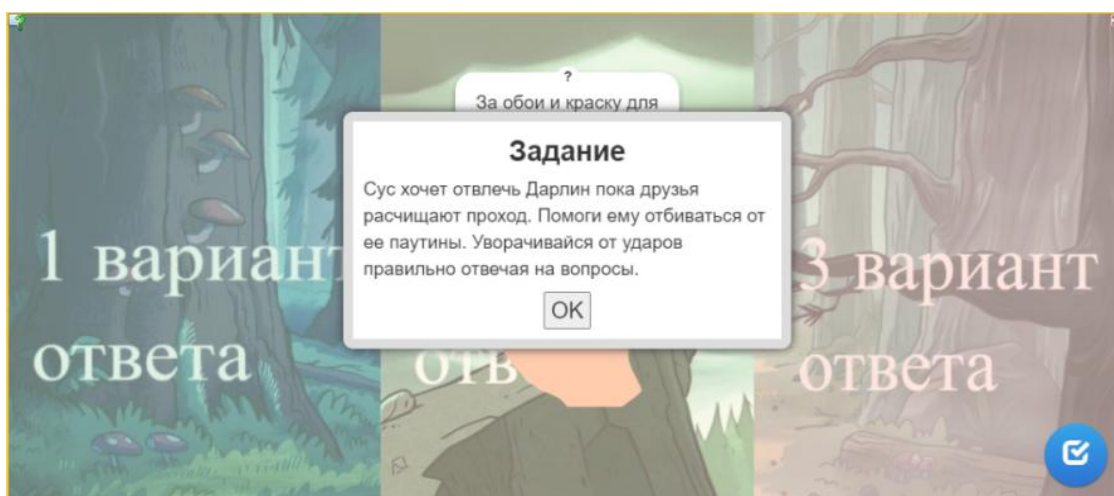 ?
За обои и краску для
Задание
Сус хочет отвлечь Дарлин пока друзья
расчищают проход. Помоги ему отбиваться от
ее паутины. Уворачивайся от ударов
правильно отвечая на вопросы.
OK
1 вариант
ответа
отв
3 вариант
ответа